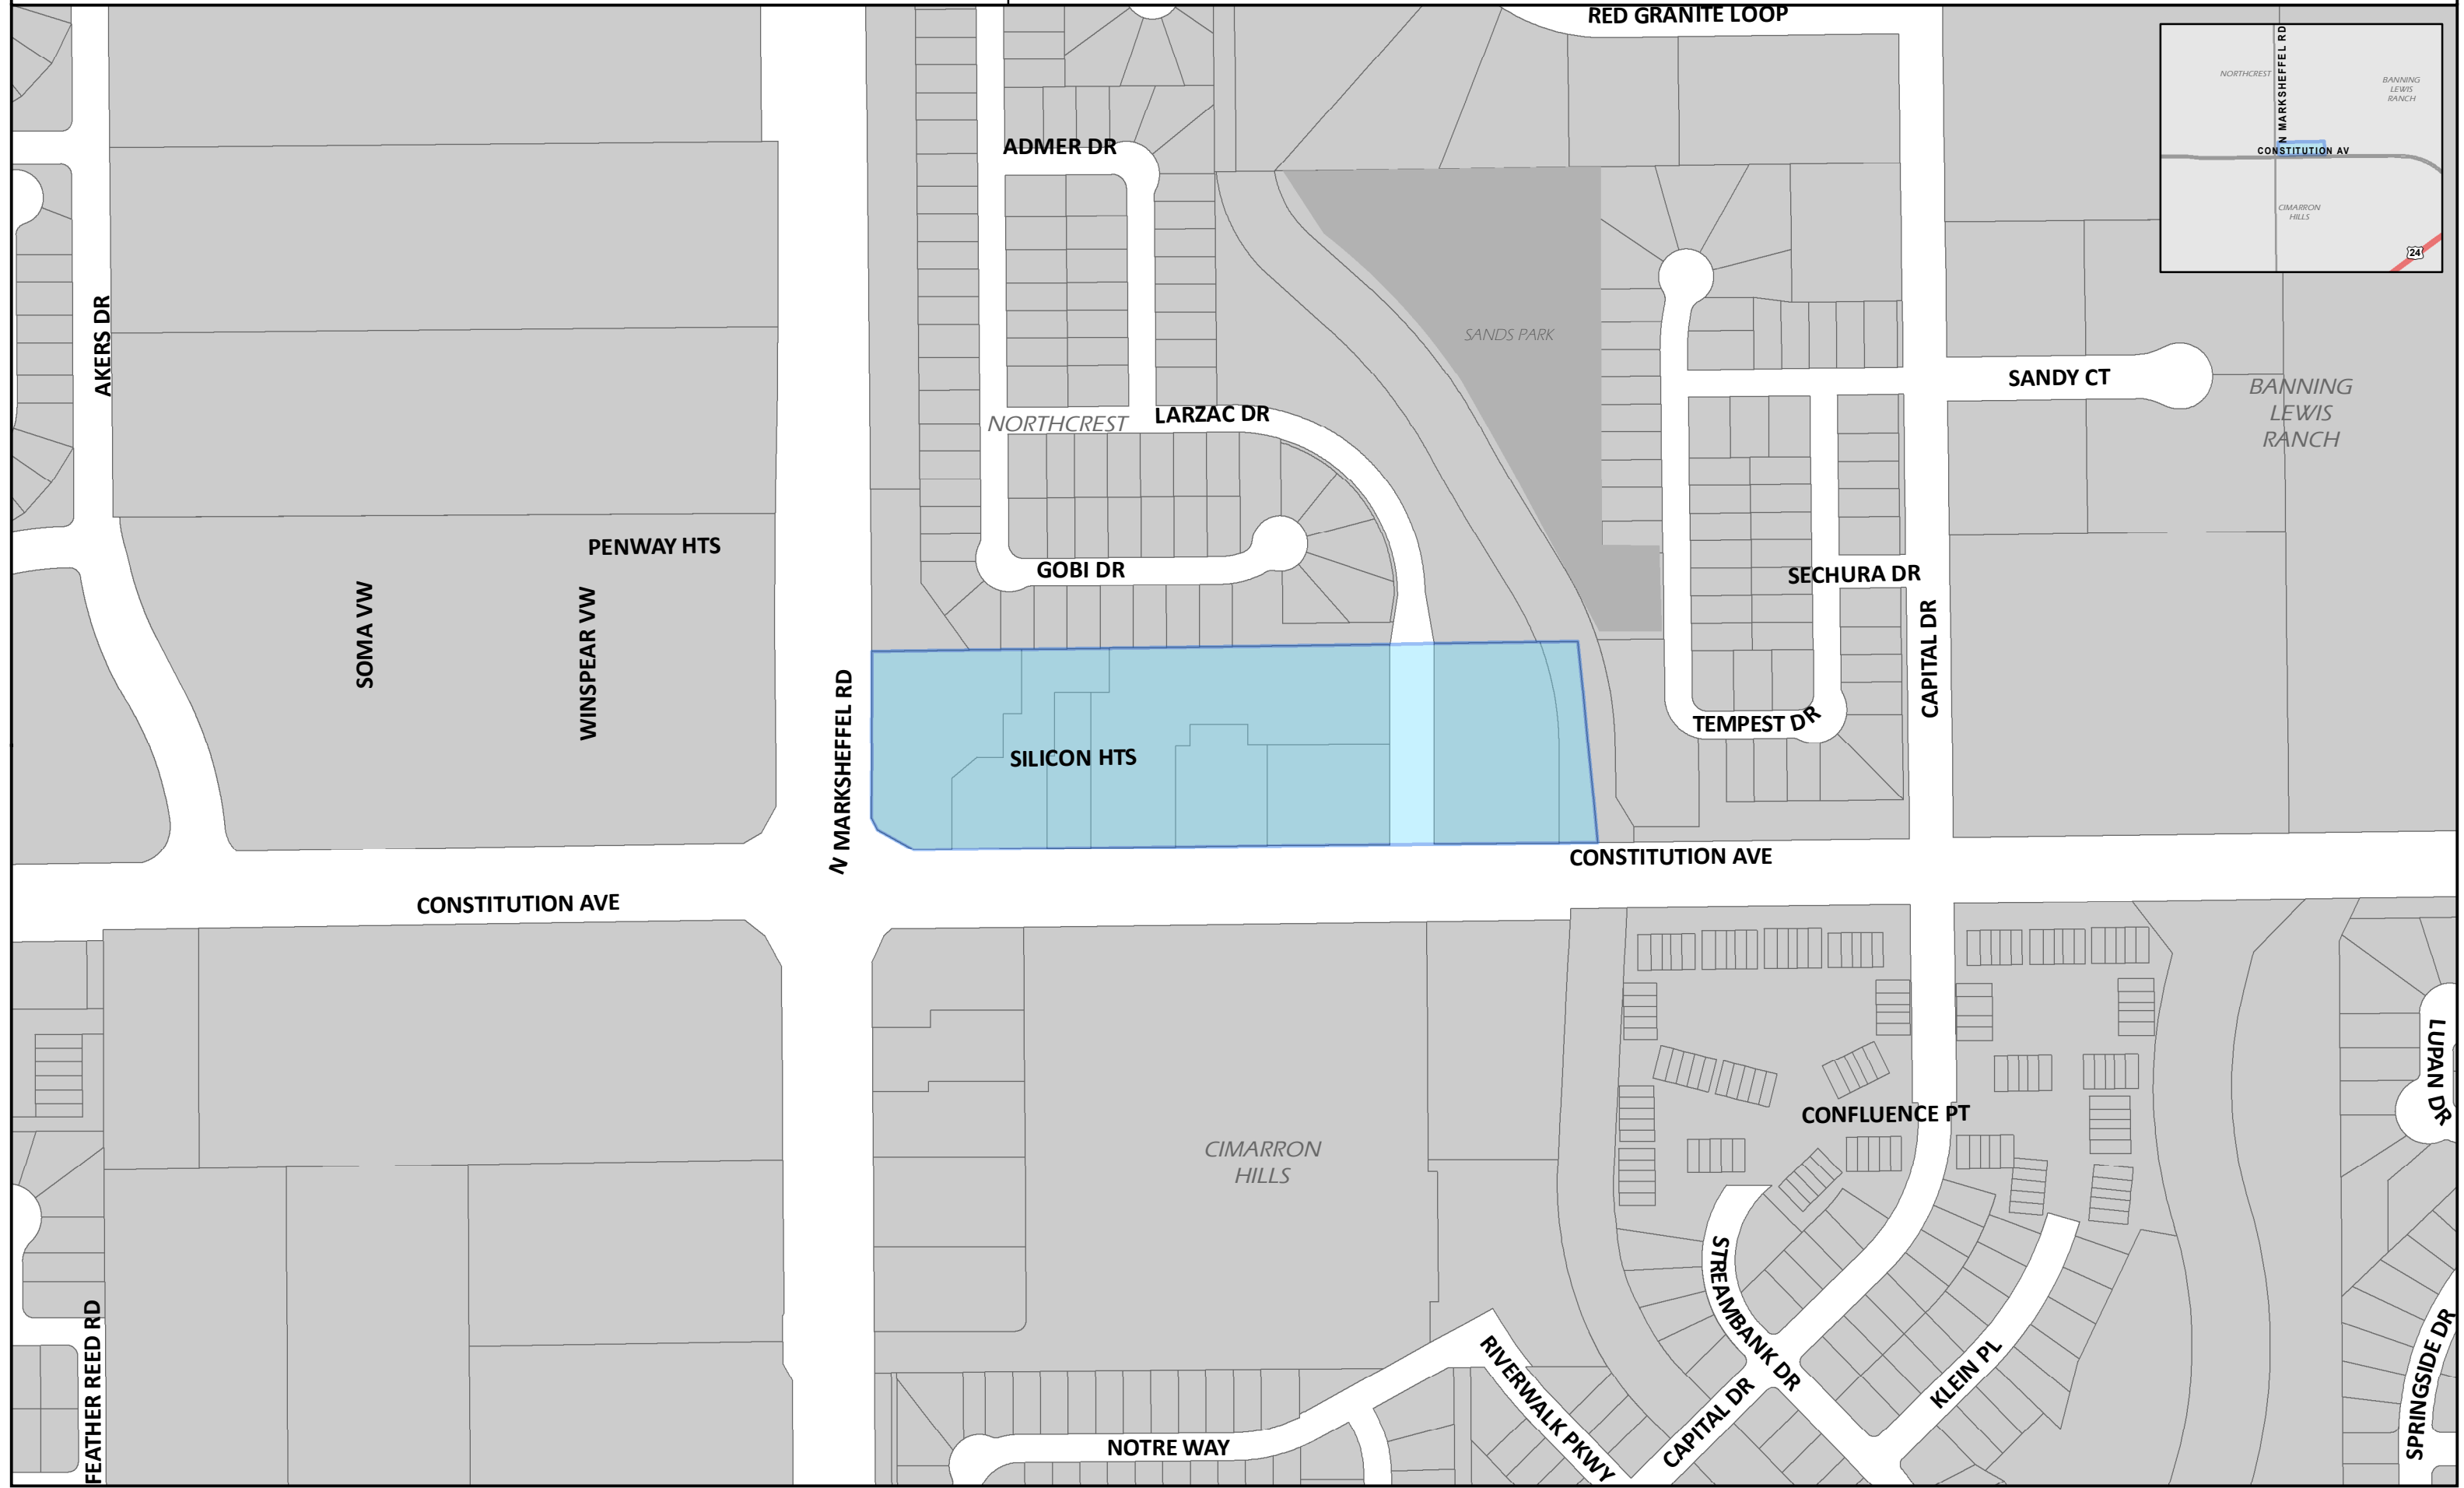 RED GRANITE LOOP
N MARKSHEFFEL RD
NORTHCREST
BANNING
LEWIS
RANCH
CONSTITUTION AV
CIMARRON
HILLS
24
ADMER DR
AKERS DR
SANDS PARK
SANDY CT
BANNING
LEWIS
RANCH
NORTHCREST
LARZAC DR
PENWAY HTS
GOBI DR
SECHURA DR
SOMA VW
WINSPEAR VW
CAPITAL DR
N MARKSHEFFEL RD
SILICON HTS
TEMPEST DR
CONSTITUTION AVE
CONSTITUTION AVE
LUPAN DR
CONFLUENCE PT
CIMARRON
HILLS
STREAMBANK DR
FEATHER REED RD
RIVERWALK PKWY
KLEIN PL
SPRINGSIDE DR
CAPITAL DR
NOTRE WAY